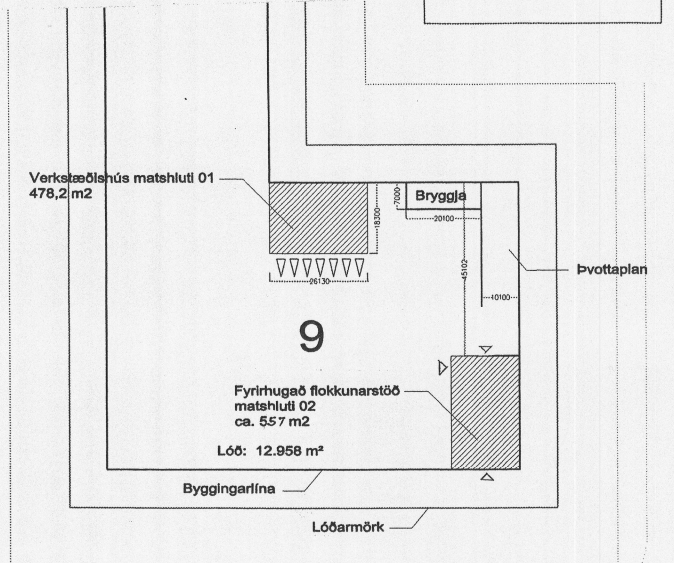 Verkstæðishús matshluti 01
478,2 m2
Bryggja
7000
18300
20100
45102
Þvottaplan
26130
10100
9
Fyrirhugað flokkunarstöð
matshluti 02
ca. 557 m2
Lóð: 12.958 m²
Byggingarlína
Lóðarmörk